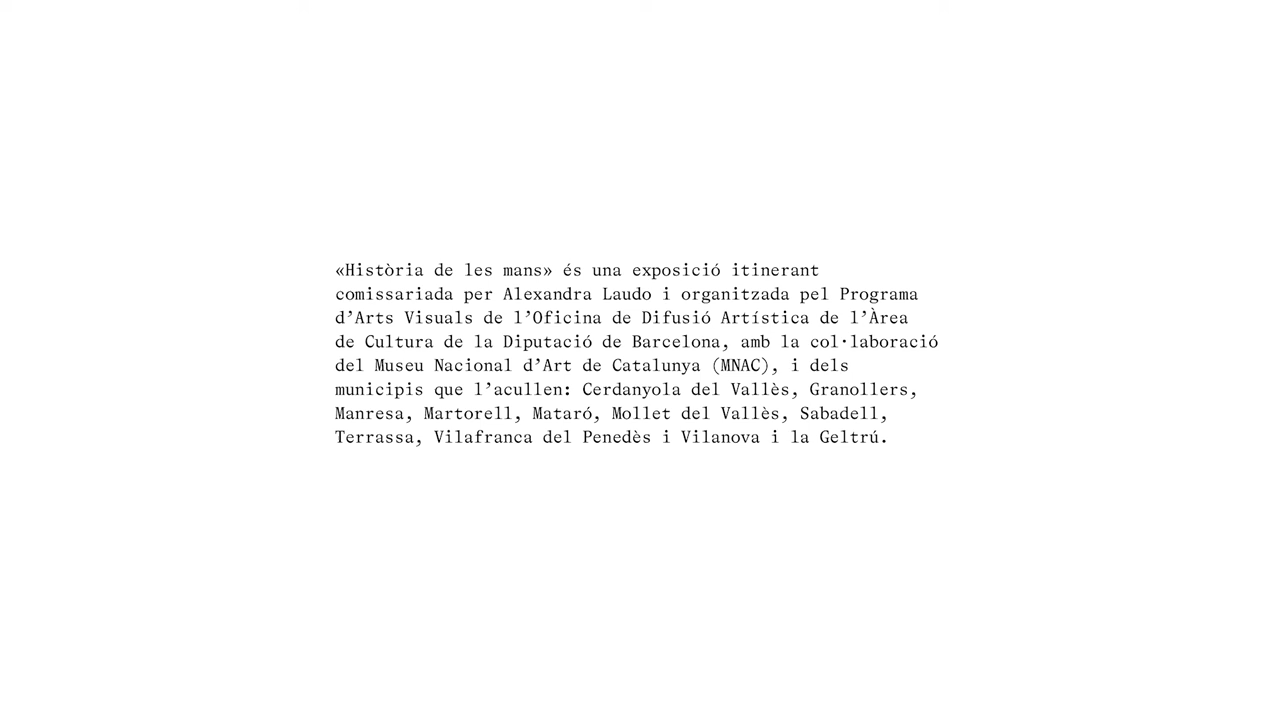 «Història de les mans» és una exposició itinerant
comissariada per Alexandra Laudo i organitzada pel Programa
d’Arts Visuals de l’Oficina de Difusió Artística de l’Àrea
de Cultura de la Diputació de Barcelona, amb la col·laboració
del Museu Nacional d’Art de Catalunya (MNAC), i dels
municipis que l’acullen: Cerdanyola del Vallès, Granollers,
Manresa, Martorell, Mataró, Mollet del Vallès, Sabadell,
Terrassa, Vilafranca del Penedès i Vilanova i la Geltrú.